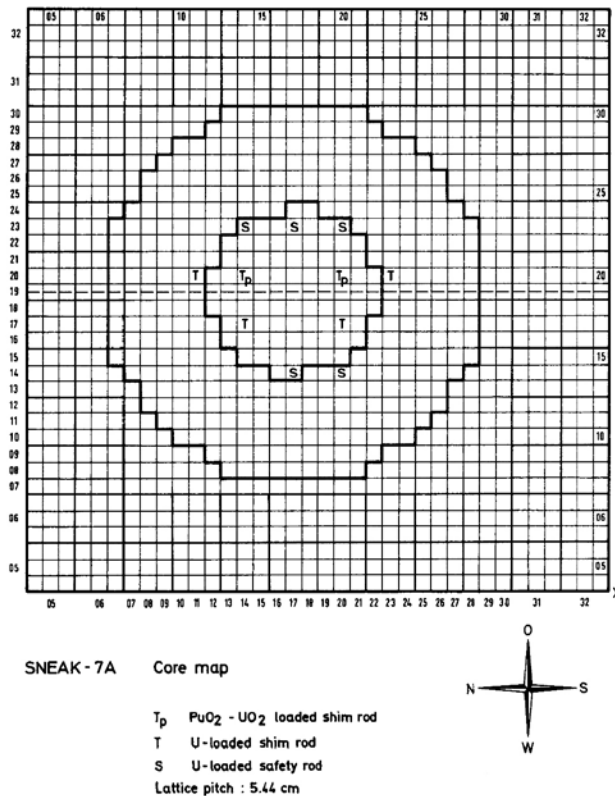 05 06 10 15 20 25 30 31 32
32 32
31
30 30
29
28
27
26
25 25
24
23 S S S
22
21
20 T Tp Tp T 20
19
18
17 T T
16
15 15
14 S S
13
12
11
10 10
09
08
07
06
05 05
05 06 07 08 09 10 11 12 13 14 15 16 17 18 19 20 21 22 23 24 25 26 27 28 29 30 31 32
SNEAK - 7A Core map
Tp PuO2 - UO2 loaded shim rod
T U-loaded shim rod
S U-loaded safety rod
Lattice pitch : 5.44 cm
O
N S
W